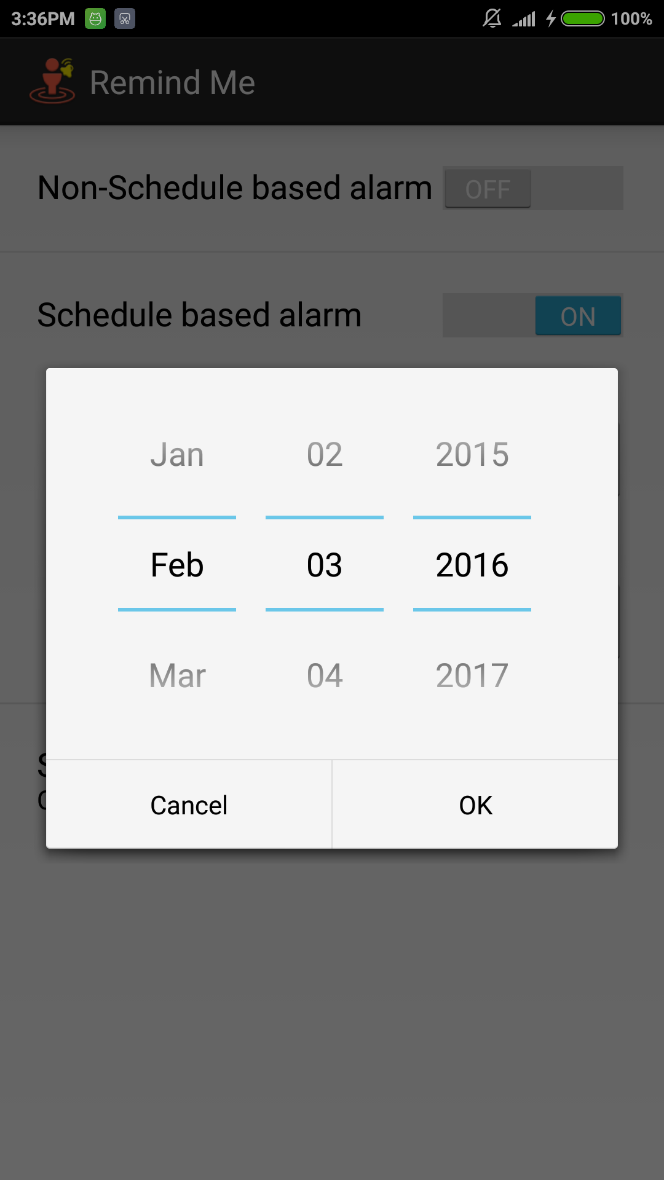 3:36PM 100%
Remind Me
Non-Schedule based alarm OFF
Schedule based alarm ON
Jan 02 2015
Feb 03 2016
Mar 04 2017
Cancel OK